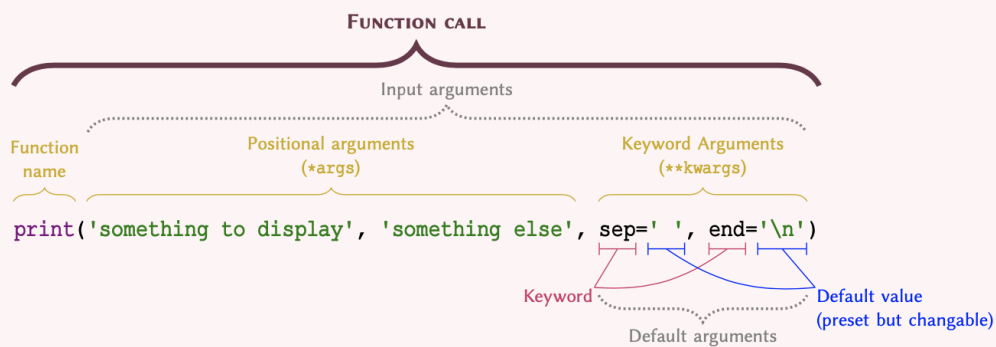 FUNCTION CALL
Input arguments
Function
name
Positional arguments
(*args)
Keyword Arguments
(**kwargs)
print('something to display', 'something else', sep=' ', end='\n')
Keyword
Default value
(preset but changable)
Default arguments